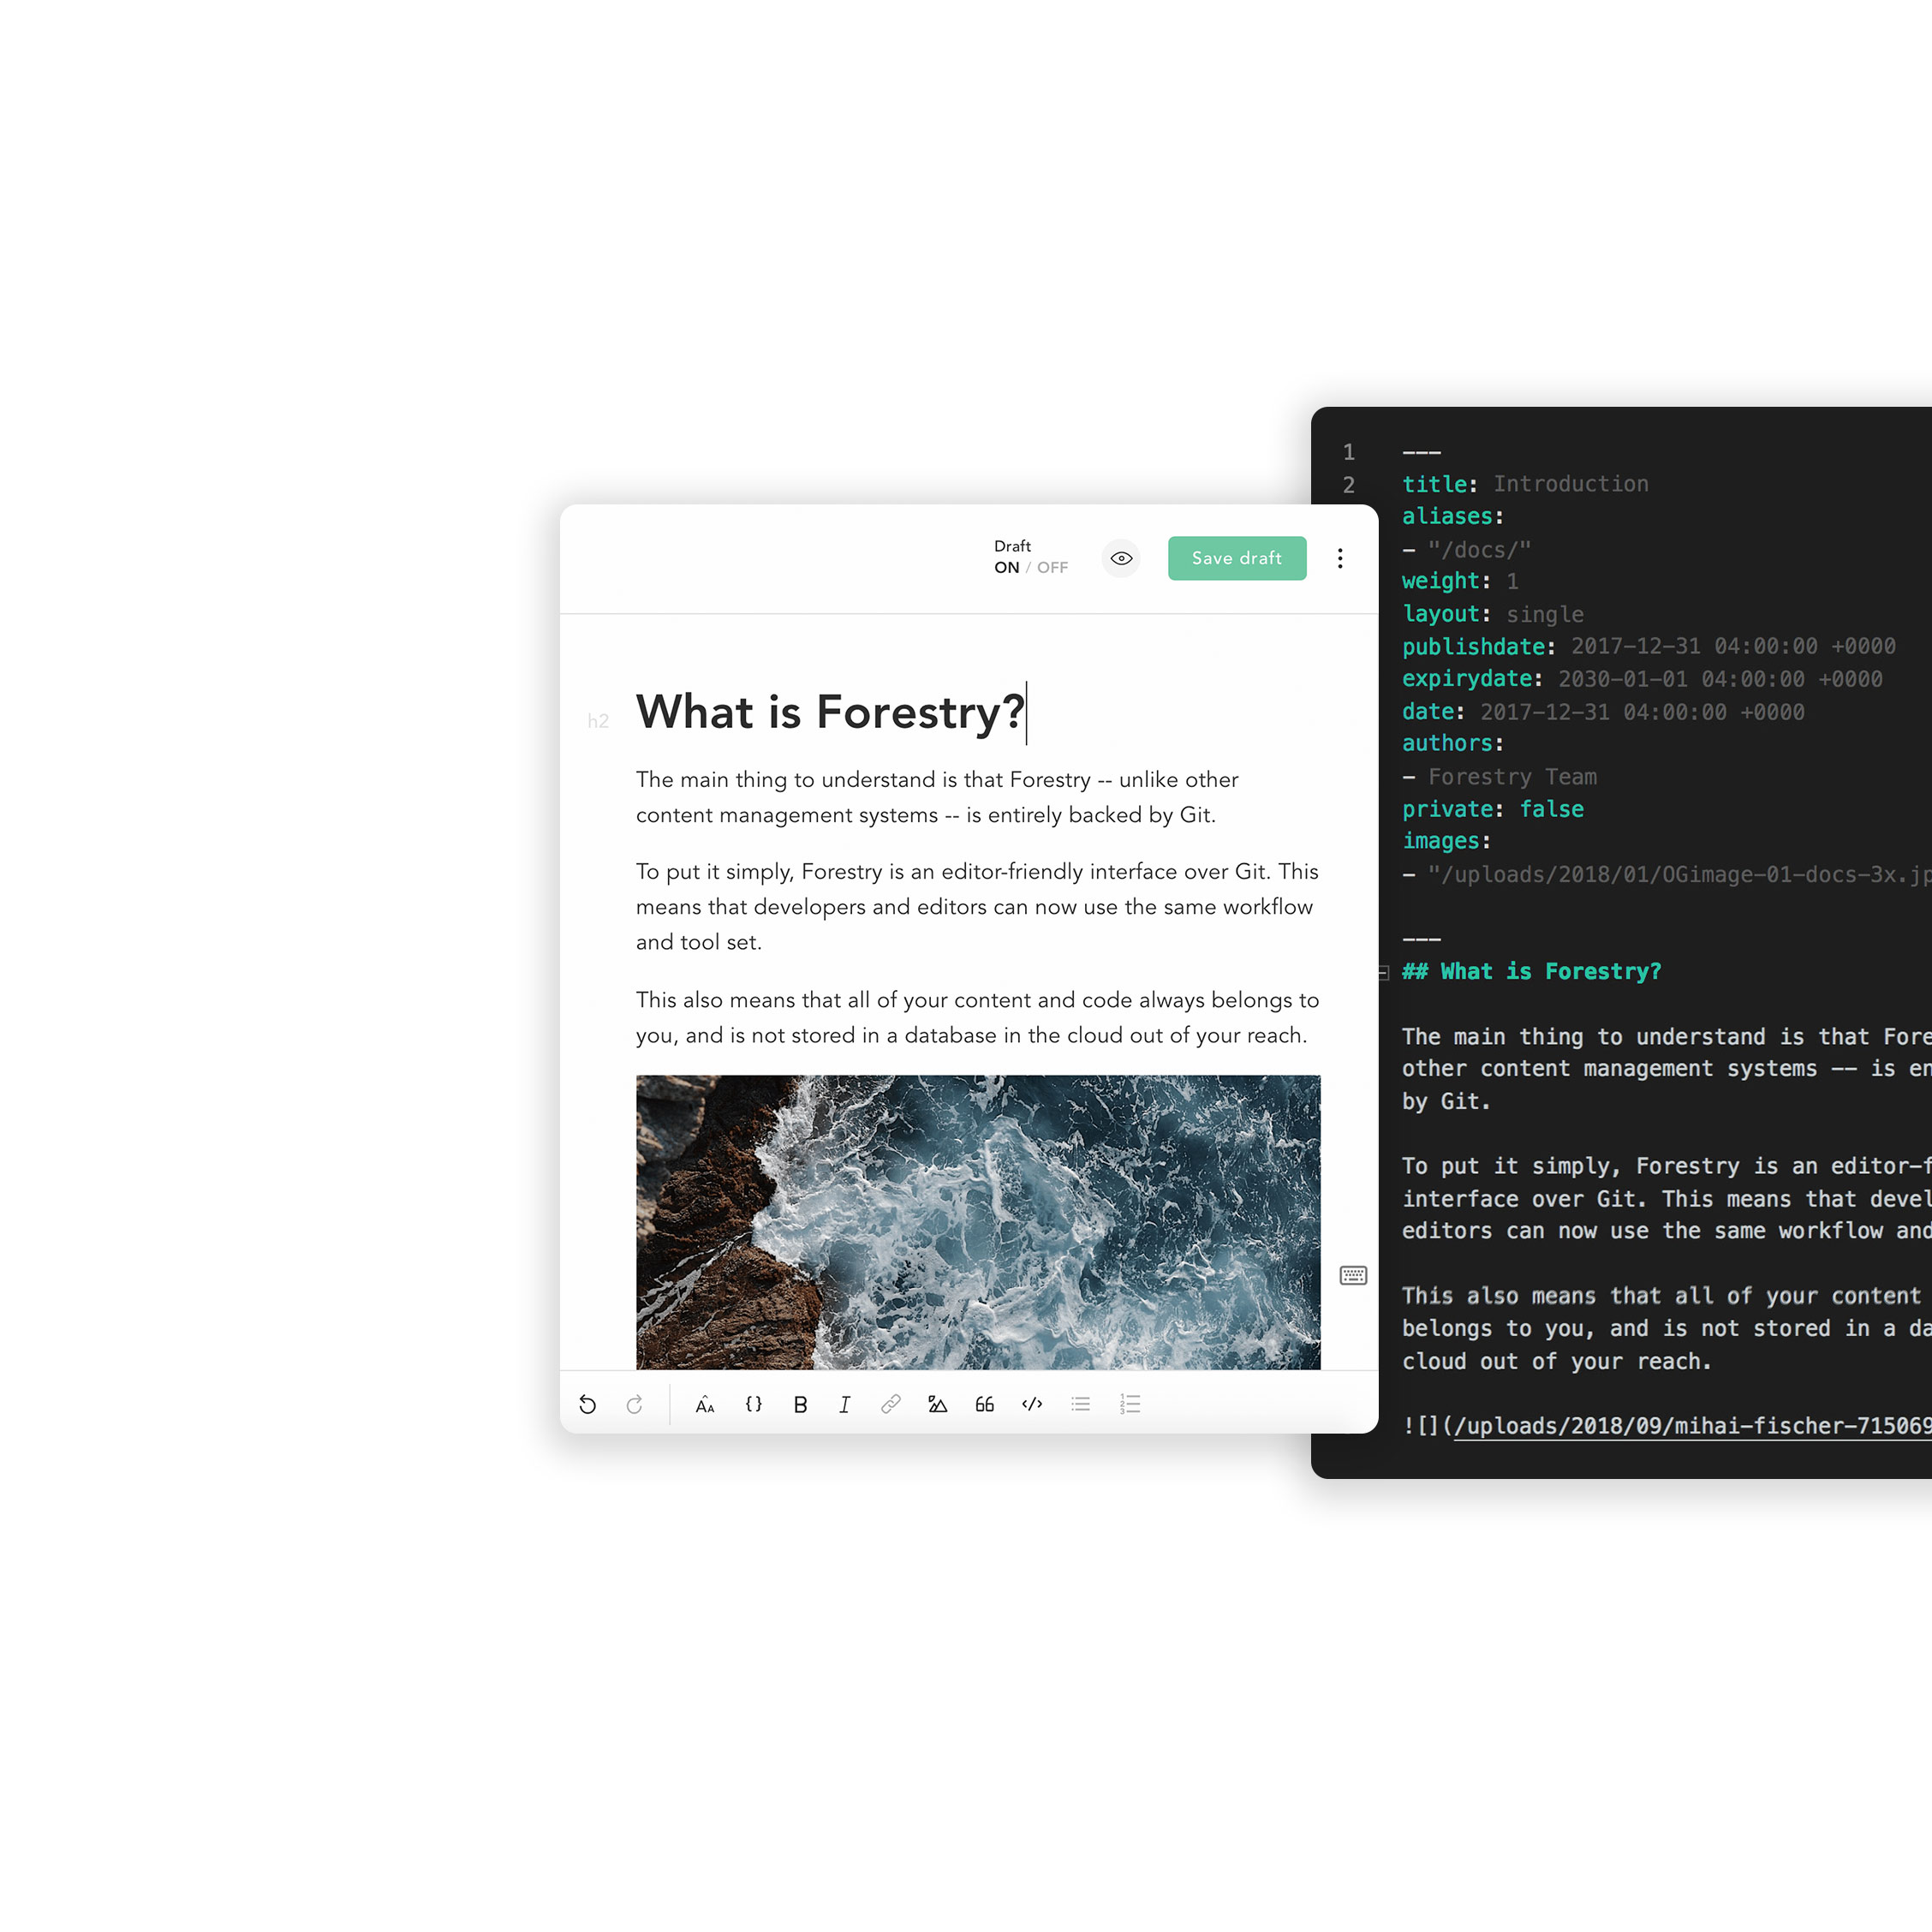 Draft
ON / OFF
Save draft
h2
What is Forestry?
The main thing to understand is that Forestry -- unlike other
content management systems -- is entirely backed by Git.
To put it simply, Forestry is an editor-friendly interface over Git. This
means that developers and editors can now use the same workflow
and tool set.
This also means that all of your content and code always belongs to
you, and is not stored in a database in the cloud out of your reach.
1 ---
2 title: Introduction
aliases:
- "/docs/"
weight: 1
layout: single
publishdate: 2017-12-31 04:00:00 +0000
expirydate: 2030-01-01 04:00:00 +0000
date: 2017-12-31 04:00:00 +0000
authors:
- Forestry Team
private: false
images:
- "/uploads/2018/01/OGimage-01-docs-3x.jp
---
## What is Forestry?
The main thing to understand is that Fore
other content management systems -- is en
by Git.
To put it simply, Forestry is an editor-f
interface over Git. This means that devel
editors can now use the same workflow and
This also means that all of your content
belongs to you, and is not stored in a da
cloud out of your reach.
![](/uploads/2018/09/mihai-fischer-715069